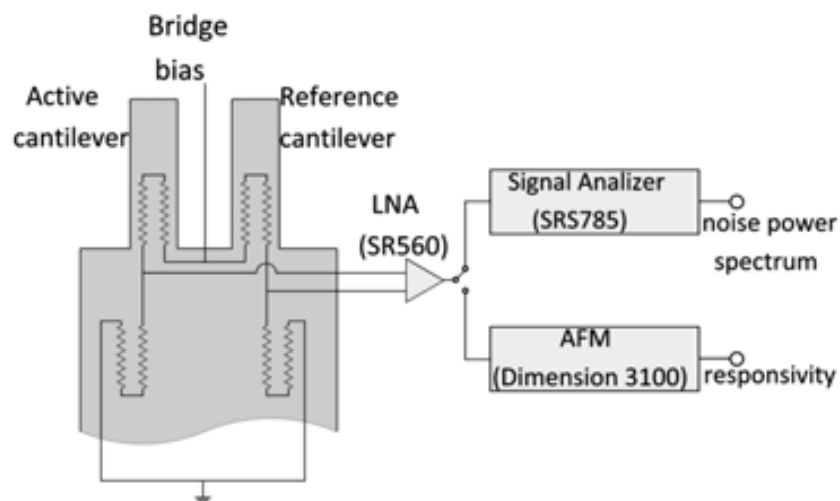 Bridge
bias
Active
cantilever
Reference
cantilever
LNA
(SR560)
Signal Analizer
(SRS785)
noise power
spectrum
AFM
(Dimension 3100)
responsivity